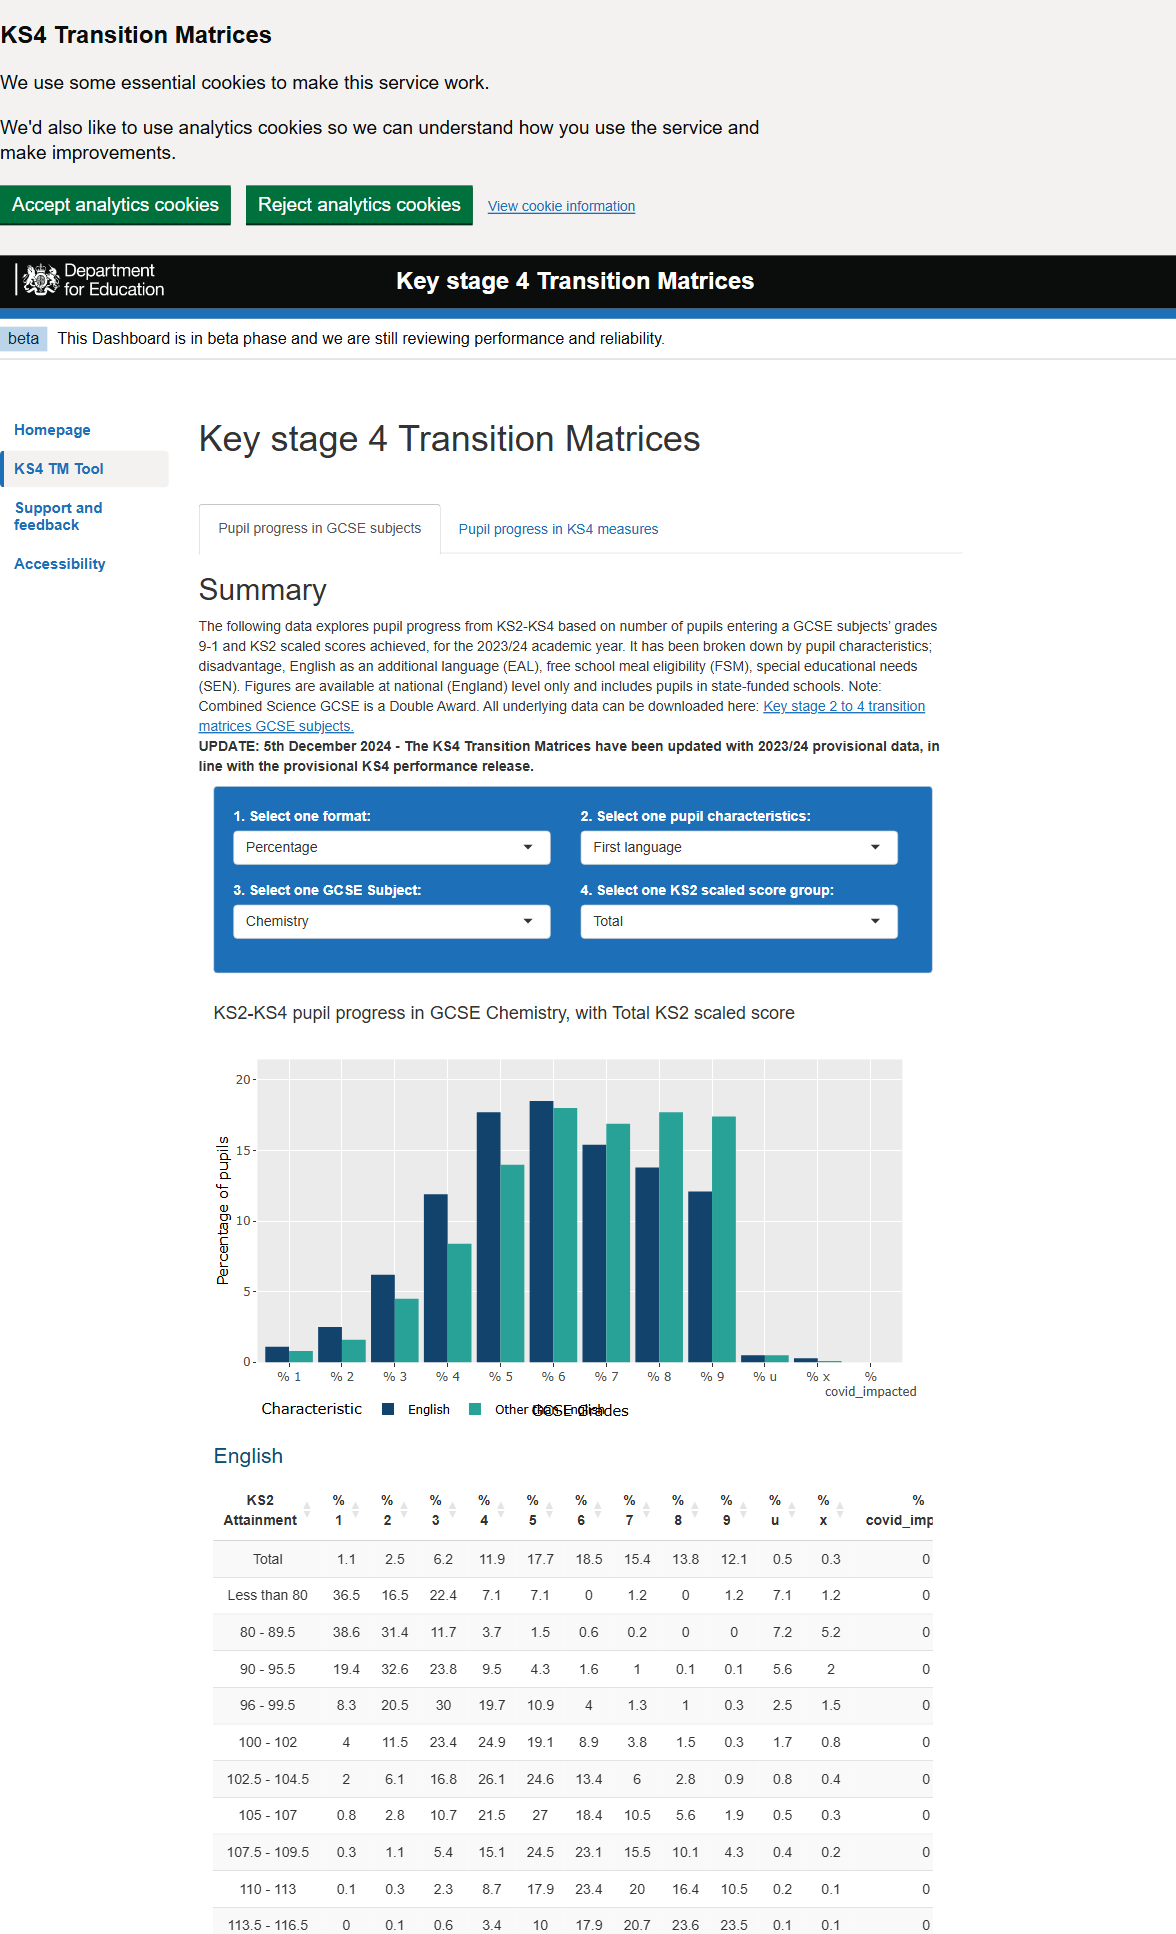 KS4 Transition Matrices
We use some essential cookies to make this service work.
We'd also like to use analytics cookies so we can understand how you use the service and
make improvements.
Accept analytics cookies Reject analytics cookies View cookie information
Department
for Education
Key stage 4 Transition Matrices
beta This Dashboard is in beta phase and we are still reviewing performance and reliability.
Homepage
KS4 TM Tool
Support and
feedback
Accessibility
Key stage 4 Transition Matrices
Pupil progress in GCSE subjects Pupil progress in KS4 measures
Summary
The following data explores pupil progress from KS2-KS4 based on number of pupils entering a GCSE subjects' grades
9-1 and KS2 scaled scores achieved, for the 2023/24 academic year. It has been broken down by pupil characteristics;
disadvantage, English as an additional language (EAL), free school meal eligibility (FSM), special educational needs
(SEN). Figures are available at national (England) level only and includes pupils in state-funded schools. Note:
Combined Science GCSE is a Double Award. All underlying data can be downloaded here: Key stage 2 to 4 transition
matrices GCSE subjects.
UPDATE: 5th December 2024 - The KS4 Transition Matrices have been updated with 2023/24 provisional data, in
line with the provisional KS4 performance release.
1. Select one format: 2. Select one pupil characteristics:
Percentage First language
3. Select one GCSE Subject: 4. Select one KS2 scaled score group:
Chemistry Total
KS2-KS4 pupil progress in GCSE Chemistry, with Total KS2 scaled score
Percentage of pupils
20
15
10
5
0
% 1 % 2 % 3 % 4 % 5 % 6 % 7 % 8 % 9 % u % x %
covid_impacted
Characteristic English Other than English
GCSE Grades
English
KS2 % % % % % % % % % % % %
Attainment 1 2 3 4 5 6 7 8 9 u x covid_imp
Total 1.1 2.5 6.2 11.9 17.7 18.5 15.4 13.8 12.1 0.5 0.3 0
Less than 80 36.5 16.5 22.4 7.1 7.1 0 1.2 0 1.2 7.1 1.2 0
80 - 89.5 38.6 31.4 11.7 3.7 1.5 0.6 0.2 0 0 7.2 5.2 0
90 - 95.5 19.4 32.6 23.8 9.5 4.3 1.6 1 0.1 0.1 5.6 2 0
96 - 99.5 8.3 20.5 30 19.7 10.9 4 1.3 1 0.3 2.5 1.5 0
100 - 102 4 11.5 23.4 24.9 19.1 8.9 3.8 1.5 0.3 1.7 0.8 0
102.5 - 104.5 2 6.1 16.8 26.1 24.6 13.4 6 2.8 0.9 0.8 0.4 0
105 - 107 0.8 2.8 10.7 21.5 27 18.4 10.5 5.6 1.9 0.5 0.3 0
107.5 - 109.5 0.3 1.1 5.4 15.1 24.5 23.1 15.5 10.1 4.3 0.4 0.2 0
110 - 113 0.1 0.3 2.3 8.7 17.9 23.4 20 16.4 10.5 0.2 0.1 0
113.5 - 116.5 0 0.1 0.6 3.4 10 17.9 20.7 23.6 23.5 0.1 0.1 0